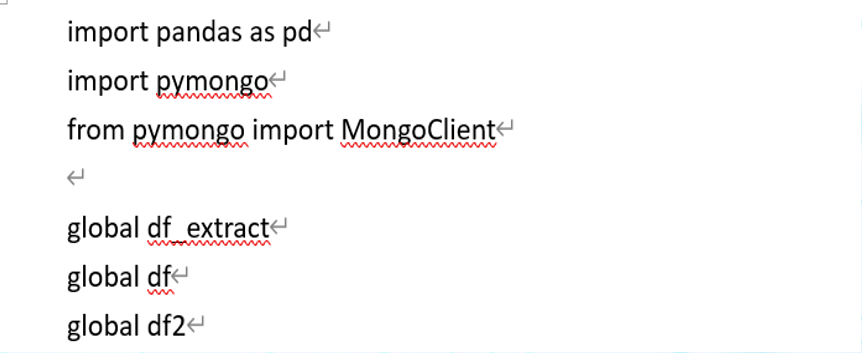 import pandas as pd
import pymongo
from pymongo import MongoClient
global df_extract
global df
global df2